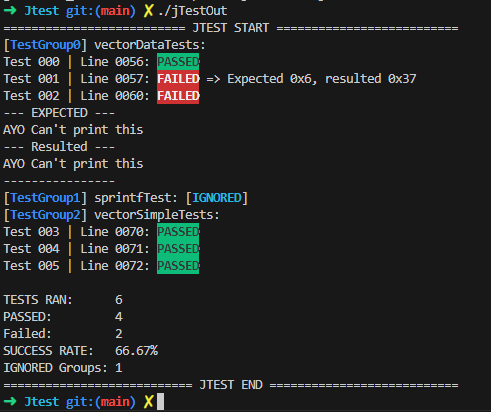 ➜ Jtest git:(main) ✗ ./jTestOut
========================== JTEST START ==========================
[TestGroup0] vectorDataTests:
Test 000 | Line 0056: PASSED
Test 001 | Line 0057: FAILED => Expected 0x6, resulted 0x37
Test 002 | Line 0060: FAILED
--- EXPECTED ---
AYO Can't print this
--- Resulted ---
AYO Can't print this
----------------
[TestGroup1] sprintfTest: [IGNORED]
[TestGroup2] vectorSimpleTests:
Test 003 | Line 0070: PASSED
Test 004 | Line 0071: PASSED
Test 005 | Line 0072: PASSED
TESTS RAN: 6
PASSED: 4
Failed: 2
SUCCESS RATE: 66.67%
IGNORED Groups: 1
=========================== JTEST END ===========================
➜ Jtest git:(main) ✗